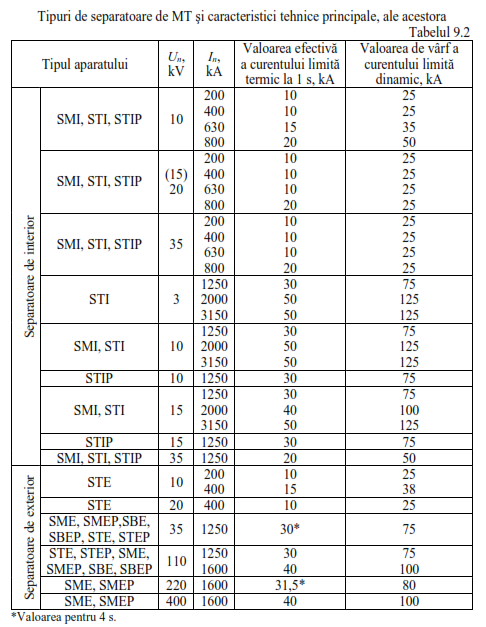 Tipuri de separatoare de MT şi caracteristici tehnice principale, ale acestora
Tabelul 9.2
Tipul aparatului
Un,
kV
In,
kA
Valoarea efectivă
a curentului limită
termic la 1 s, kA
Valoarea de vârf a
curentului limită
dinamic, kA
Separatoare de interior
SMI, STI, STIP 10 200 10 25
400 10 25
630 15 35
800 20 50
SMI, STI, STIP (15) 20 200 10 25
400 10 25
630 10 25
800 20 25
SMI, STI, STIP 35 200 10 25
400 10 25
630 10 25
800 20 25
STI 3 1250 30 75
2000 50 125
3150 50 125
SMI, STI 10 1250 30 75
2000 50 125
3150 50 125
STIP 10 1250 30 75
SMI, STI 15 1250 30 75
2000 40 100
3150 50 125
STIP 15 1250 30 75
SMI, STI, STIP 35 1250 20 50
Separatoare de exterior
STE 10 200 10 25
400 15 38
STE 20 400 10 25
SME, SMEP,SBE,
SBEP, STE, STEP 35 1250 30* 75
STE, STEP, SME,
SMEP, SBE, SBEP 110 1250 30 75
1600 40 100
SME, SMEP 220 1600 31,5* 80
SME, SMEP 400 1600 40 100
*Valoarea pentru 4 s.